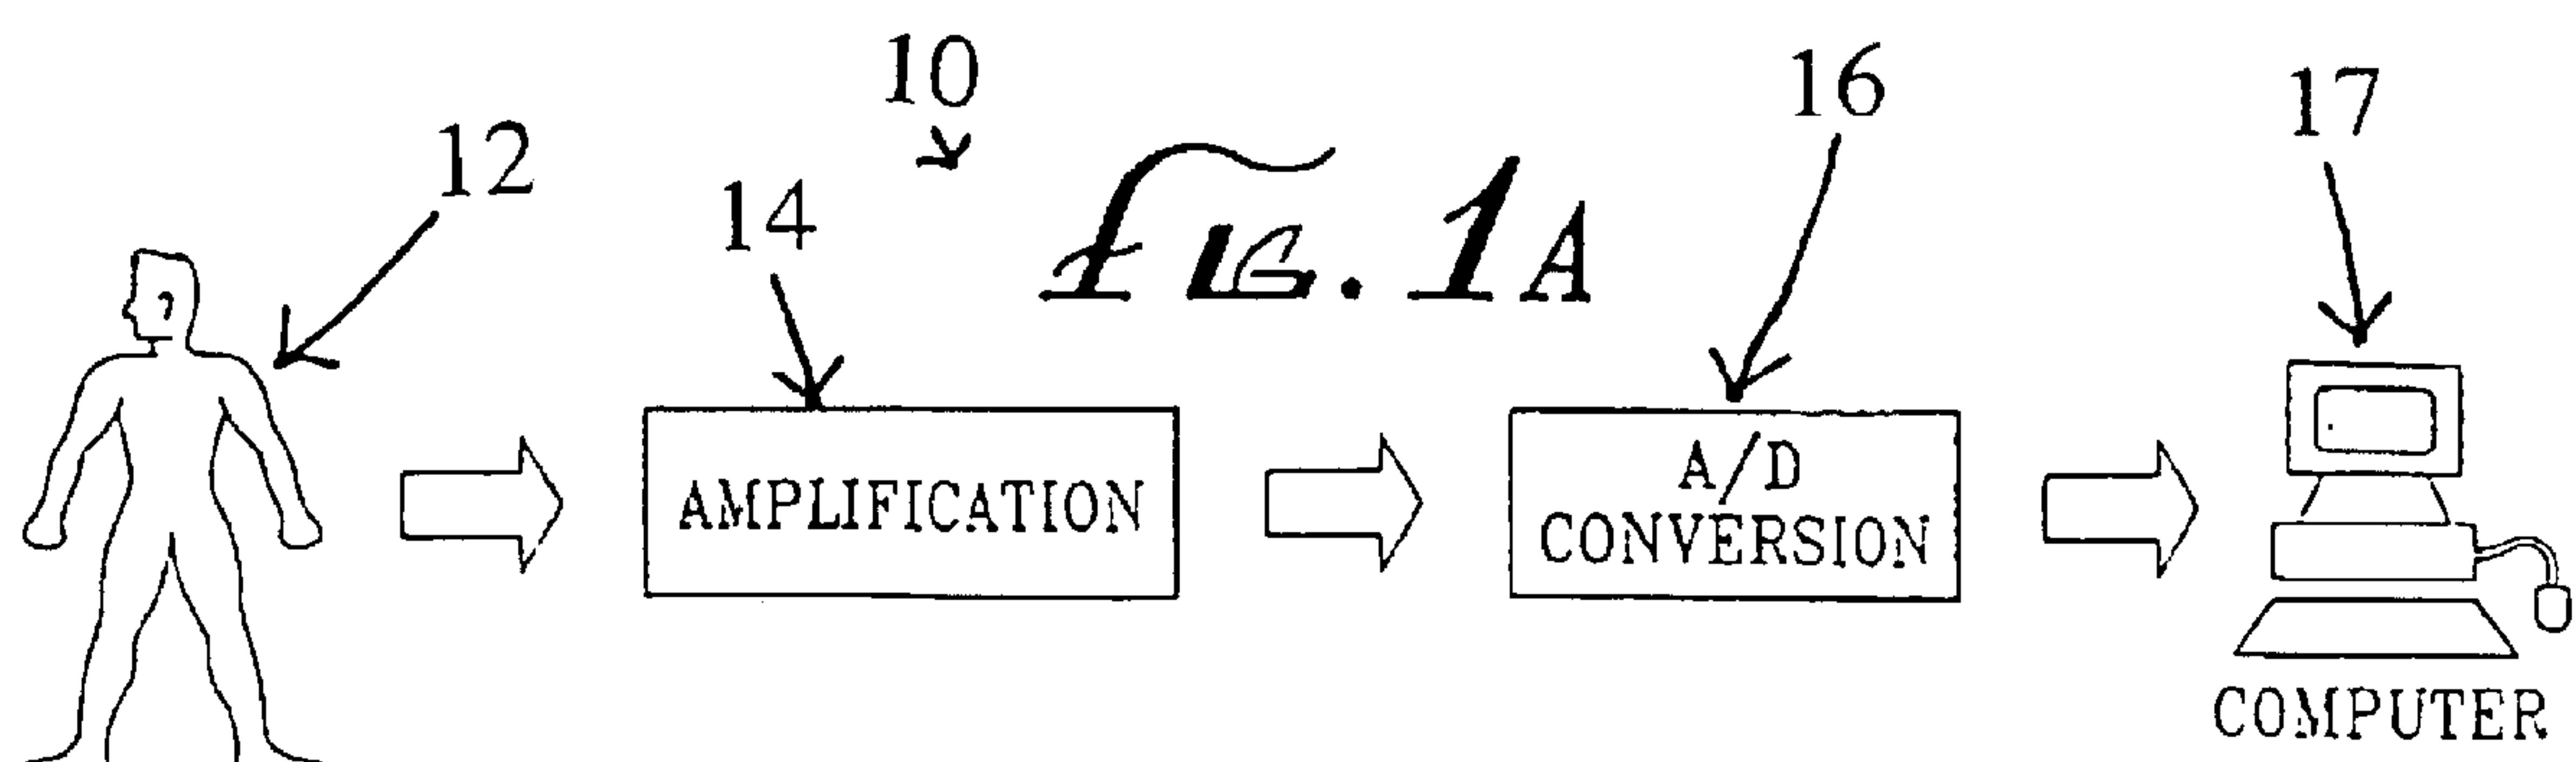 10
16
17
12
14
FIG. 1A
AMPLIFICATION
A/D
CONVERSION
COMPUTER